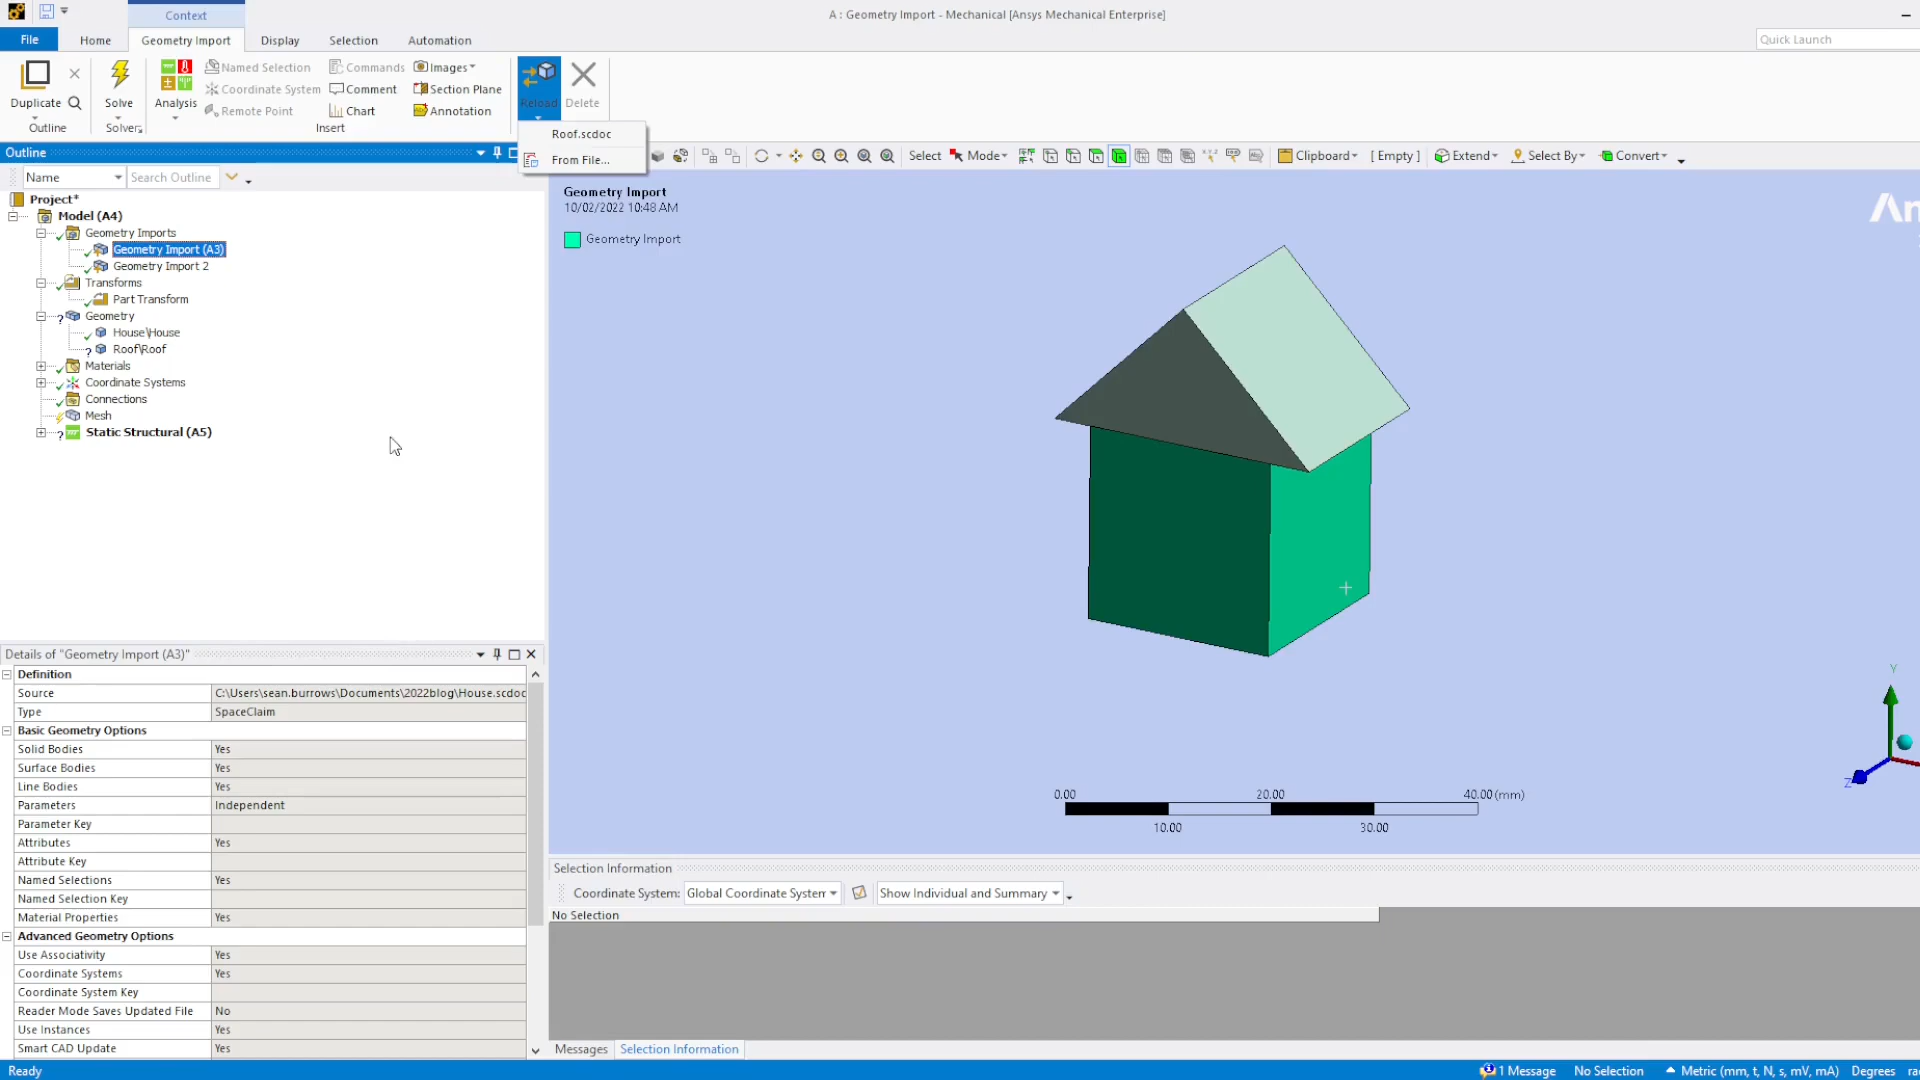 Context
A : Geometry Import - Mechanical [Ansys Mechanical Enterprise]
File
Home
Geometry Import
Display
Selection
Automation
Quick Launch
Duplicate
Outline
Solve
Solver
Analysis
Named Selection
Coordinate System
Remote Point
Commands
Comment
Chart
Images
Section Plane
Annotation
Insert
Reload
Delete
Roof.scdoc
From File...
Outline
Name
Search Outline
Select
Mode
Clipboard
[ Empty ]
Extend
Select By
Convert
Project*
Model (A4)
Geometry Imports
Geometry Import (A3)
Geometry Import 2
Transforms
Part Transform
Geometry
House\House
Roof\Roof
Materials
Coordinate Systems
Connections
Mesh
Static Structural (A5)
Geometry Import
10/02/2022 10:48 AM
Geometry Import
An
Y
Z
0.00
20.00
40.00 (mm)
10.00
30.00
Details of "Geometry Import (A3)"
Definition
Source C:\Users\sean.burrows\Documents\2022blog\House.scdoc
Type SpaceClaim
Basic Geometry Options
Solid Bodies Yes
Surface Bodies Yes
Line Bodies Yes
Parameters Independent
Parameter Key
Attributes Yes
Attribute Key
Named Selections Yes
Named Selection Key
Material Properties Yes
Advanced Geometry Options
Use Associativity Yes
Coordinate Systems Yes
Coordinate System Key
Reader Mode Saves Updated File No
Use Instances Yes
Smart CAD Update Yes
Selection Information
Coordinate System: Global Coordinate System
Show Individual and Summary
No Selection
Messages
Selection Information
Ready
1 Message
No Selection
Metric (mm, t, N, s, mV, mA)
Degrees
ra